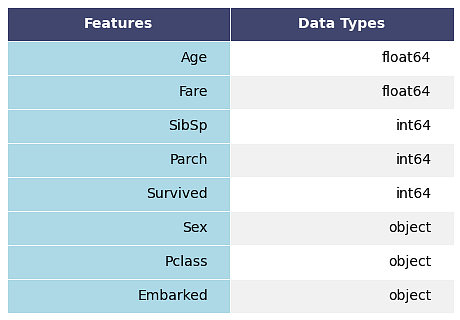 Features Data Types
Age float64
Fare float64
SibSp int64
Parch int64
Survived int64
Sex object
Pclass object
Embarked object